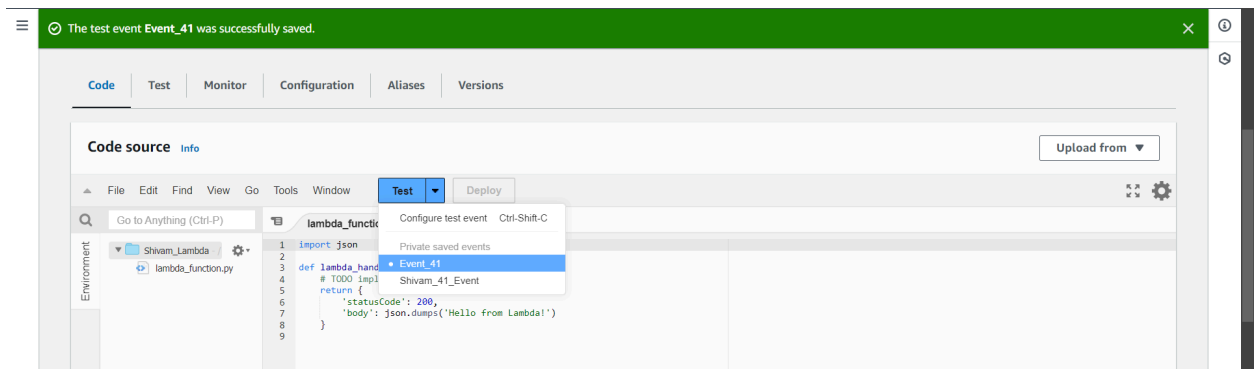 The test event Event_41 was successfully saved.
Code Test Monitor Configuration Aliases Versions
Code source Info
Upload from
File Edit Find View Go Tools Window Test Deploy
Go to Anything (Ctrl-P)
lambda_functio
Configure test event Ctrl-Shift-C
Private saved events
Event_41
Shivam_41_Event
Environment
Shivam_Lambda /
lambda_function.py
1 import json
2
3 def lambda_hand
4 # TODO impl
5 return {
6 'statusCode': 200,
7 'body': json.dumps('Hello from Lambda!')
8 }
9